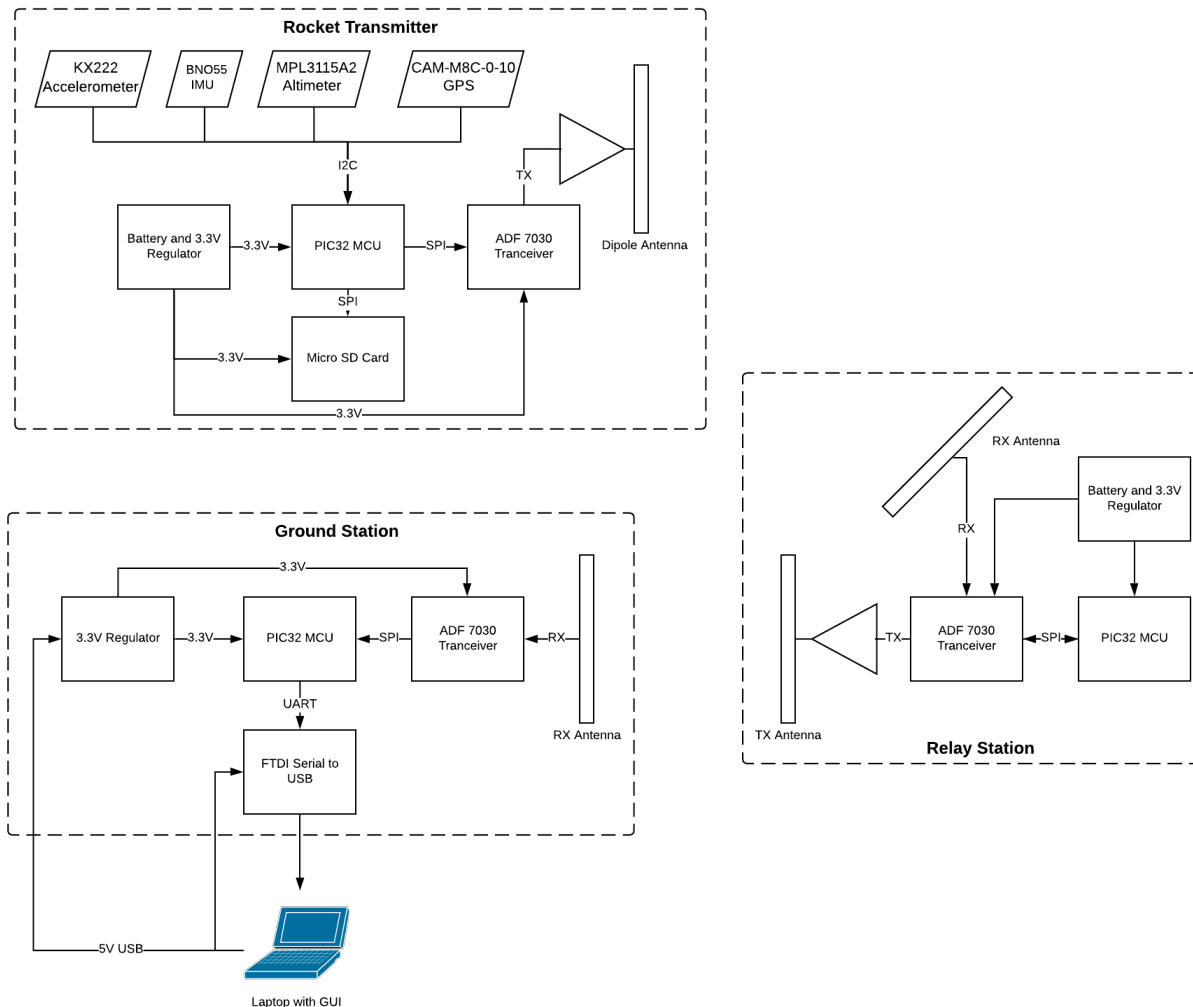 Rocket Transmitter
KX222
Accelerometer
BNO55
IMU
MPL3115A2
Altimeter
CAM-M8C-0-10
GPS
I2C
TX
Battery and 3.3V
Regulator
3.3V
PIC32 MCU
SPI
ADF 7030
Tranceiver
Dipole Antenna
SPI
3.3V
Micro SD Card
3.3V
RX Antenna
Battery and 3.3V
Regulator
RX
TX
ADF 7030
Tranceiver
SPI
PIC32 MCU
TX Antenna
Relay Station
Ground Station
3.3V
3.3V Regulator
3.3V
PIC32 MCU
SPI
ADF 7030
Tranceiver
RX
UART
RX Antenna
FTDI Serial to
USB
5V USB
Laptop with GUI